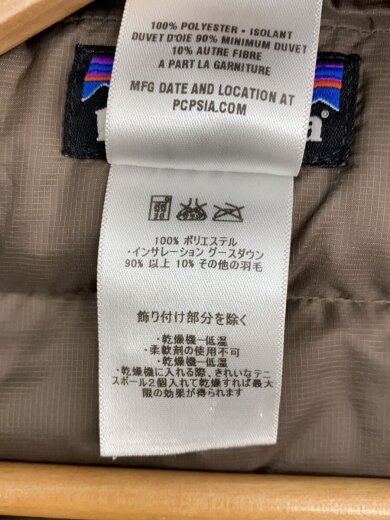 100% POLYESTER • ISOLANT
DUVET D'OIE 90% MINIMUM DUVET
10% AUTRE FIBRE
A PART LA GARNITURE
MFG DATE AND LOCATION AT
PCPSIA.COM
100% ポリエステル
・インサレーション グースダウン
90% 以上 10% その他の羽毛
飾り付け部分を除く
・乾燥機ー低温
・柔軟剤の使用不可
・乾燥機ー低温
・乾燥機に入れる際、きれいなテニ
スボール2個入れて乾燥すれば最大
限の効果が得られます